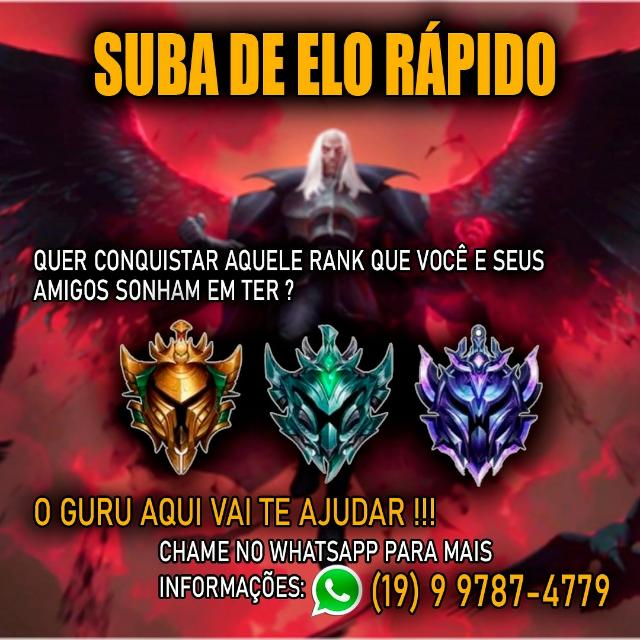 SUBA DE ELO RÁPIDO
QUER CONQUISTAR AQUELE RANK QUE VOCÊ E SEUS
AMIGOS SONHAM EM TER ?
O GURU AQUI VAI TE AJUDAR !!!
CHAME NO WHATSAPP PARA MAIS
INFORMAÇÕES: (19) 9 9787-4779